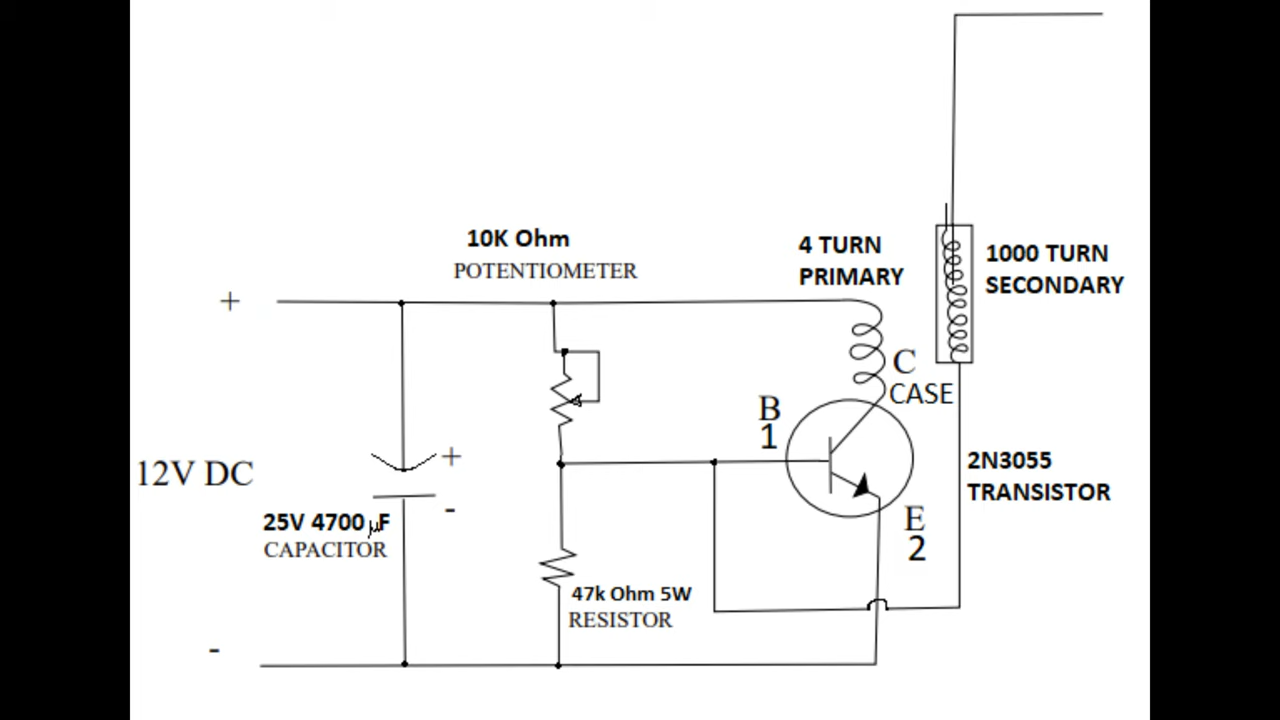 10K Ohm
POTENTIOMETER
4 TURN
PRIMARY
1000 TURN
SECONDARY
+
C
CASE
B
1
+
12V DC
-
2N3055
TRANSISTOR
25V 4700 µF
CAPACITOR
E
2
47k Ohm 5W
RESISTOR
-